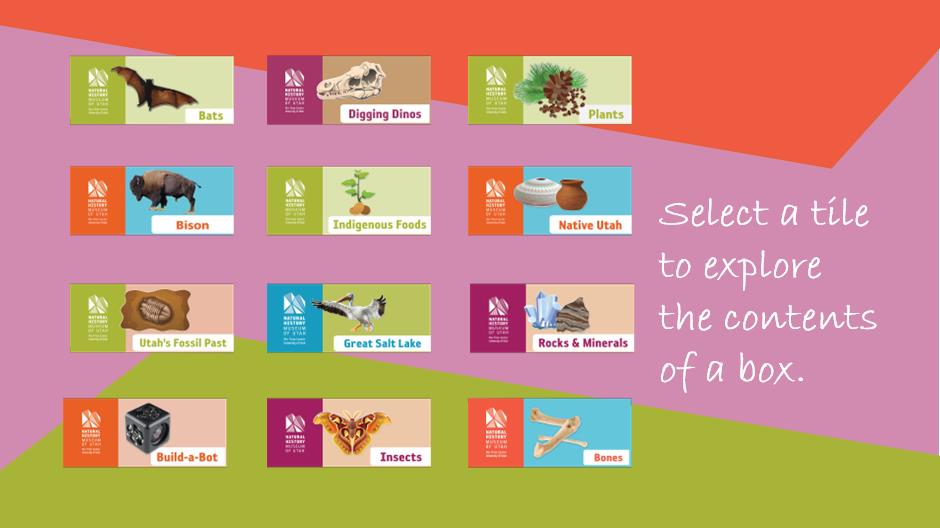 NATURAL
HISTORY
MUSEUM
OF UTAH
Bats
NATURAL
HISTORY
MUSEUM
OF UTAH
Digging Dinos
NATURAL
HISTORY
MUSEUM
OF UTAH
Plants
NATURAL
HISTORY
MUSEUM
OF UTAH
Bison
NATURAL
HISTORY
MUSEUM
OF UTAH
Indigenous Foods
NATURAL
HISTORY
MUSEUM
OF UTAH
Native Utah
NATURAL
HISTORY
MUSEUM
OF UTAH
Utah's Fossil Past
NATURAL
HISTORY
MUSEUM
OF UTAH
Great Salt Lake
NATURAL
HISTORY
MUSEUM
OF UTAH
Rocks & Minerals
NATURAL
HISTORY
MUSEUM
OF UTAH
Build-a-Bot
NATURAL
HISTORY
MUSEUM
OF UTAH
Insects
NATURAL
HISTORY
MUSEUM
OF UTAH
Bones
Select a tile
to explore
the contents
of a box.